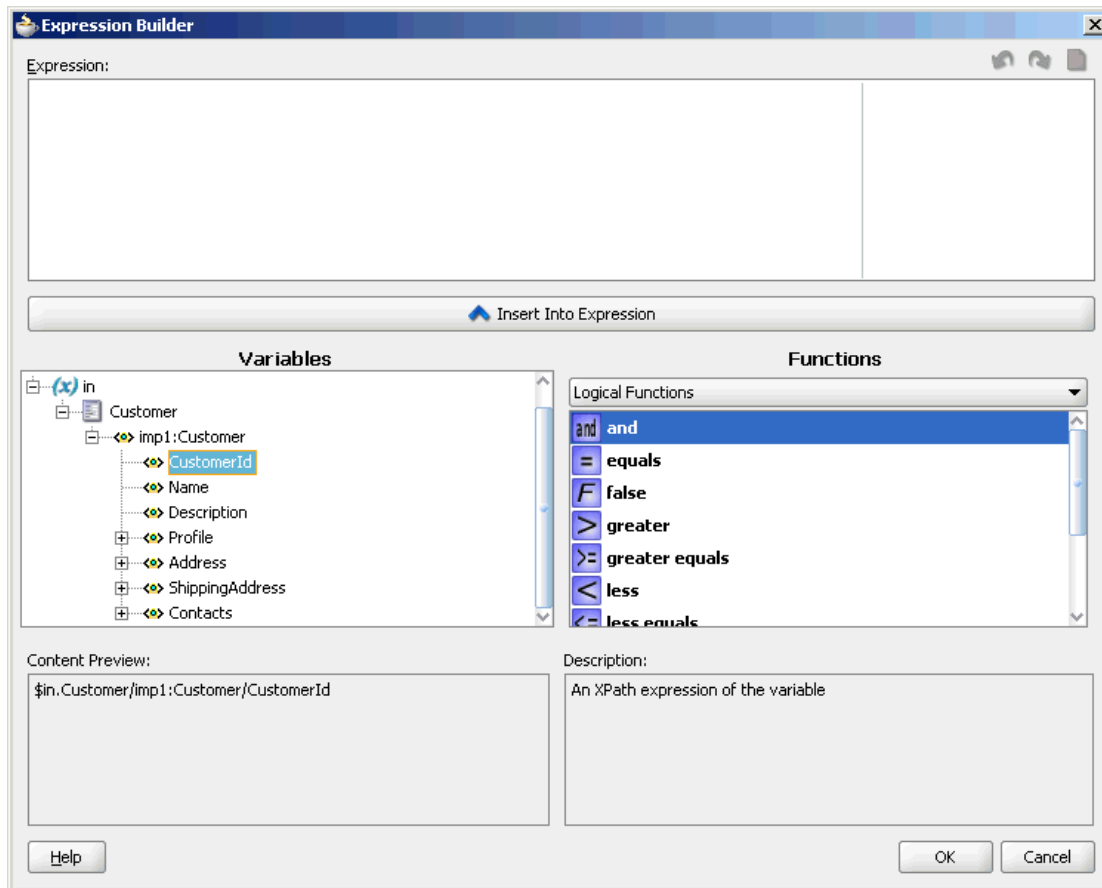 Expression Builder
Expression:
Insert Into Expression
Variables
Functions
(x) in
Customer
imp1:Customer
CustomerId
Name
Description
Profile
Address
ShippingAddress
Contacts
Logical Functions
and and
= equals
F false
> greater
>= greater equals
< less
<= less equals
Content Preview:
$in.Customer/imp1:Customer/CustomerId
Description:
An XPath expression of the variable
Help
OK
Cancel